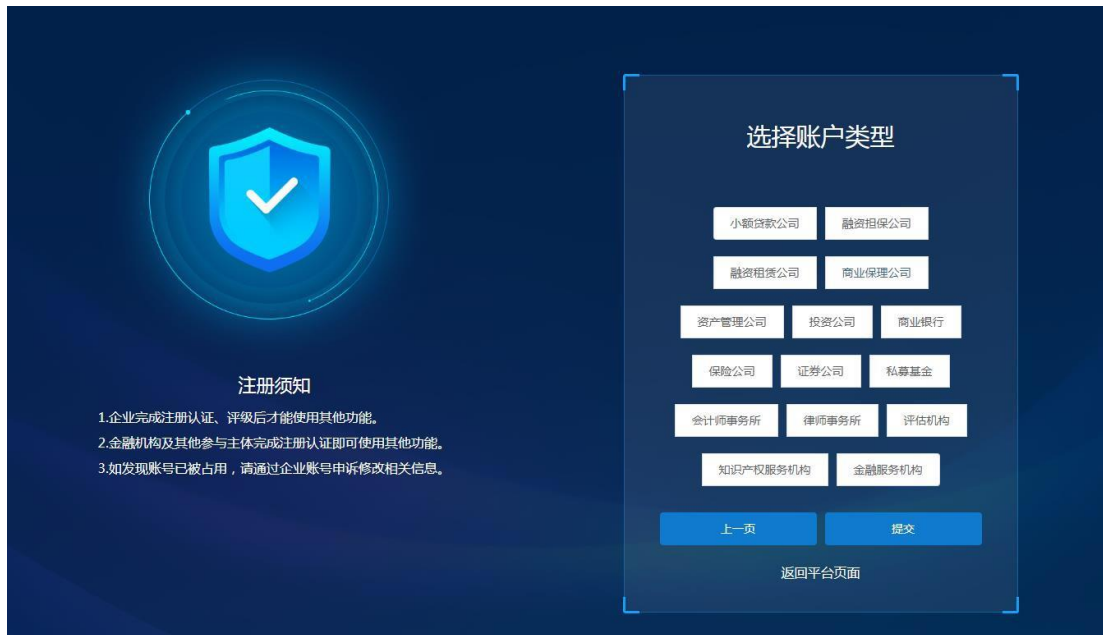 注册须知
1.企业完成注册认证、评级后才能使用其他功能。
2.金融机构及其他参与主体完成注册认证即可使用其他功能。
3.如发现账号已被占用，请通过企业账号申诉修改相关信息。
选择账户类型
小额贷款公司 融资担保公司
融资租赁公司 商业保理公司
资产管理公司 投资公司 商业银行
保险公司 证券公司 私募基金
会计师事务所 律师事务所 评估机构
知识产权服务机构 金融服务机构
上一页 提交
返回平台页面